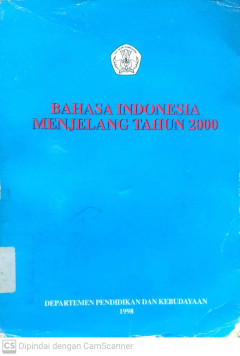 BAHASA INDONESIA
MENJELANG TAHUN 2000
DEPARTEMEN PENDIDIKAN DAN KEBUDAYAAN
1998
CS Dipindai dengan CamScanner